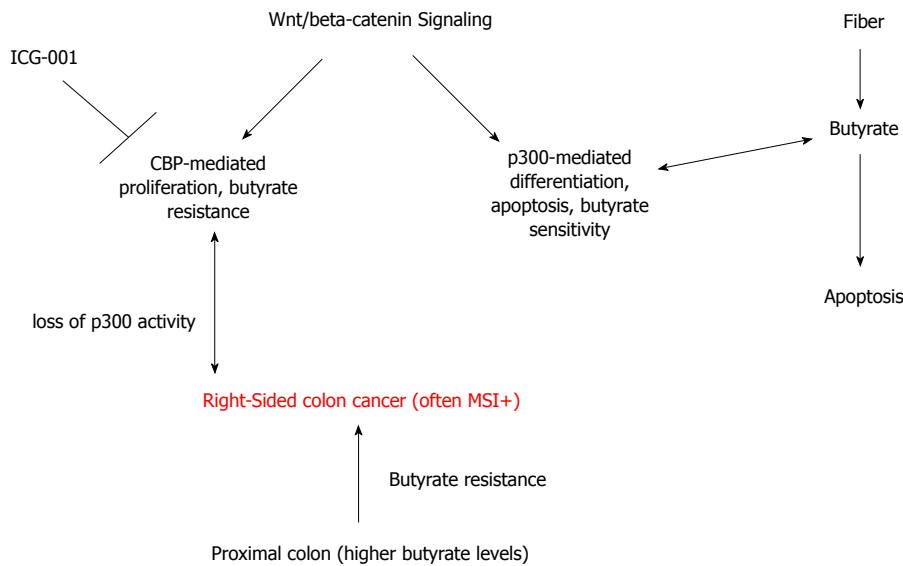 Wnt/beta-catenin Signaling
Fiber
ICG-001
Butyrate
CBP-mediated
proliferation, butyrate
resistance
p300-mediated
differentiation,
apoptosis, butyrate
sensitivity
Apoptosis
loss of p300 activity
Right-Sided colon cancer (often MSI+)
Butyrate resistance
Proximal colon (higher butyrate levels)